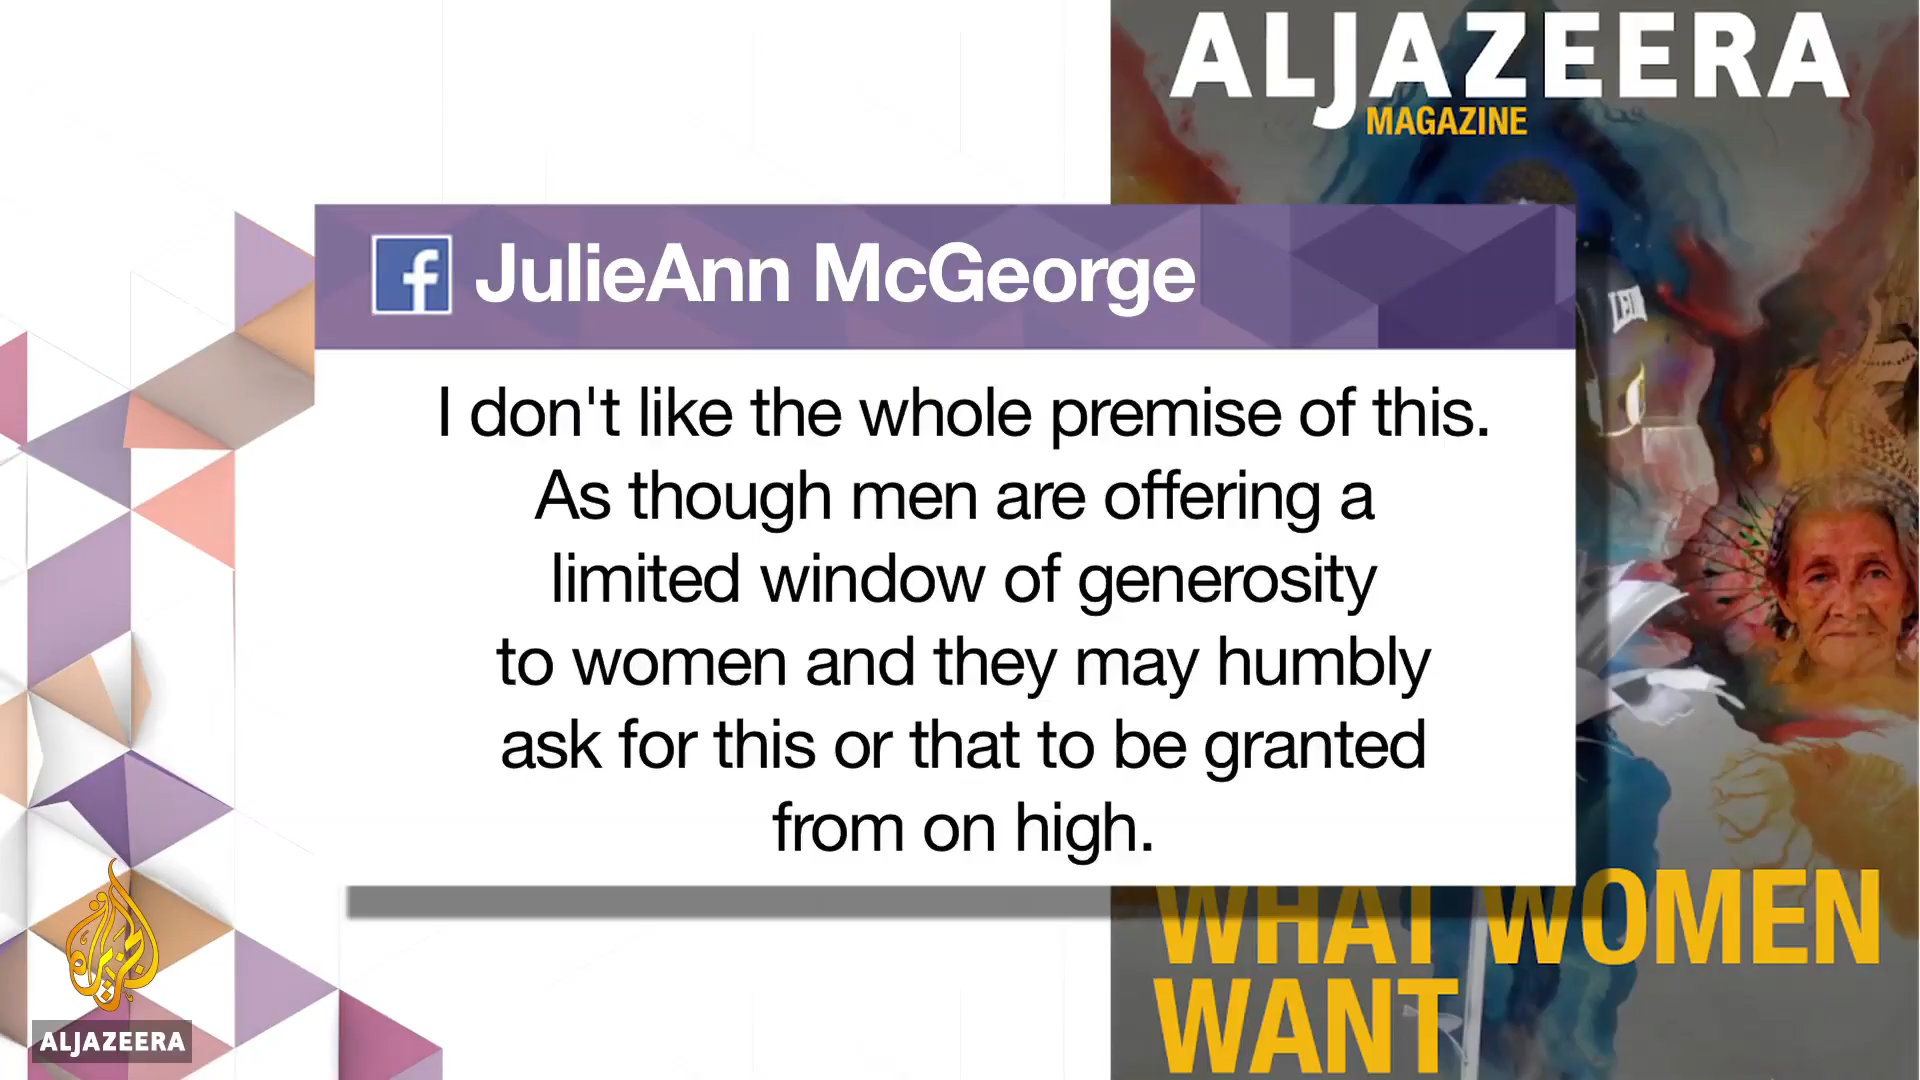 ALJAZEERA
MAGAZINE
JulieAnn McGeorge
I don't like the whole premise of this.
As though men are offering a
limited window of generosity
to women and they may humbly
ask for this or that to be granted
from on high.
WHAT WOMEN
WANT
ALJAZEERA